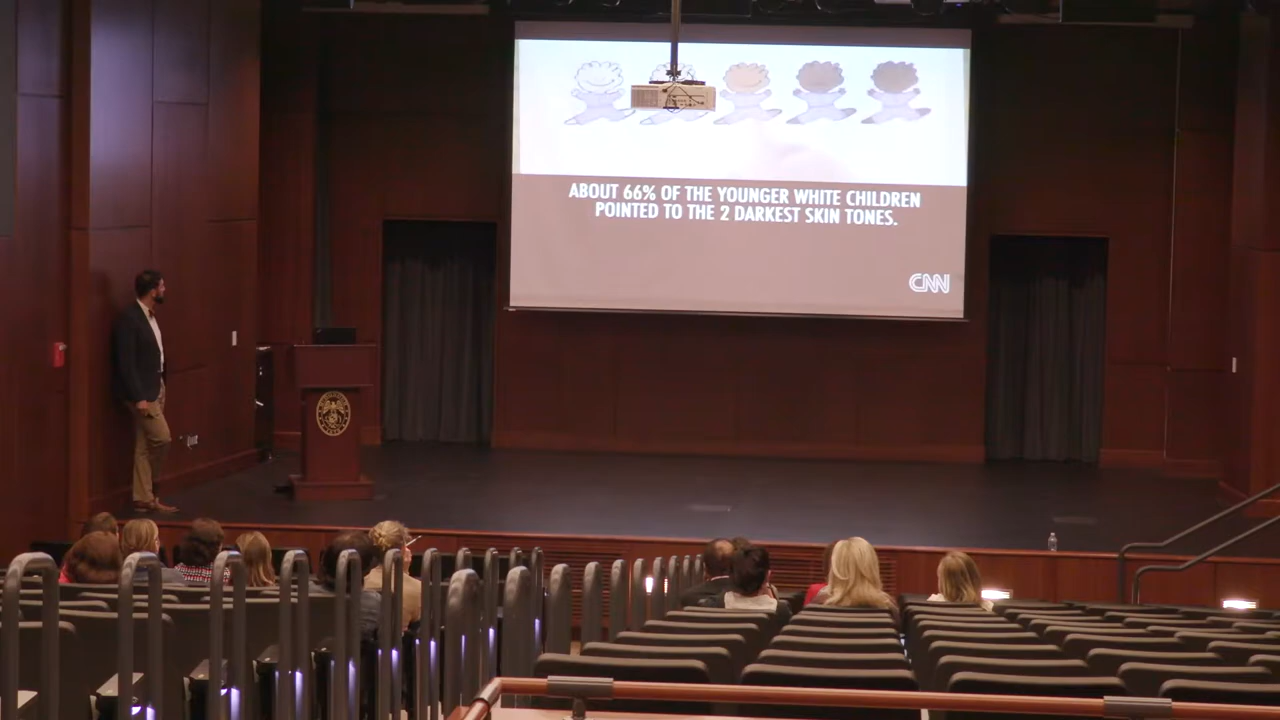 ABOUT 66% OF THE YOUNGER WHITE CHILDREN
POINTED TO THE 2 DARKEST SKIN TONES.
CNN